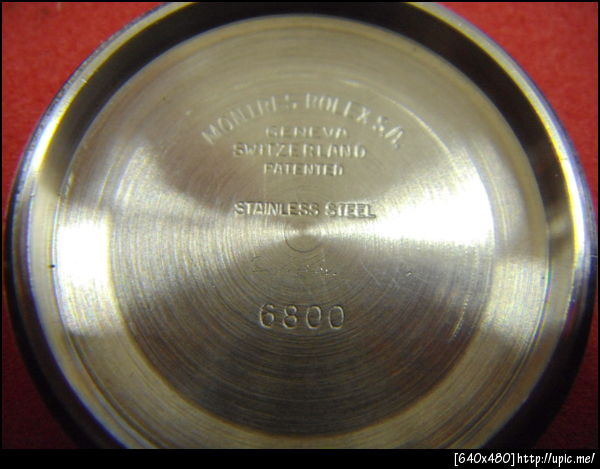 MONTRES ROLEX S.A.
GENEVA
SWITZERLAND
PATENTED
STAINLESS STEEL
6800
[640x480]http://upic.me/